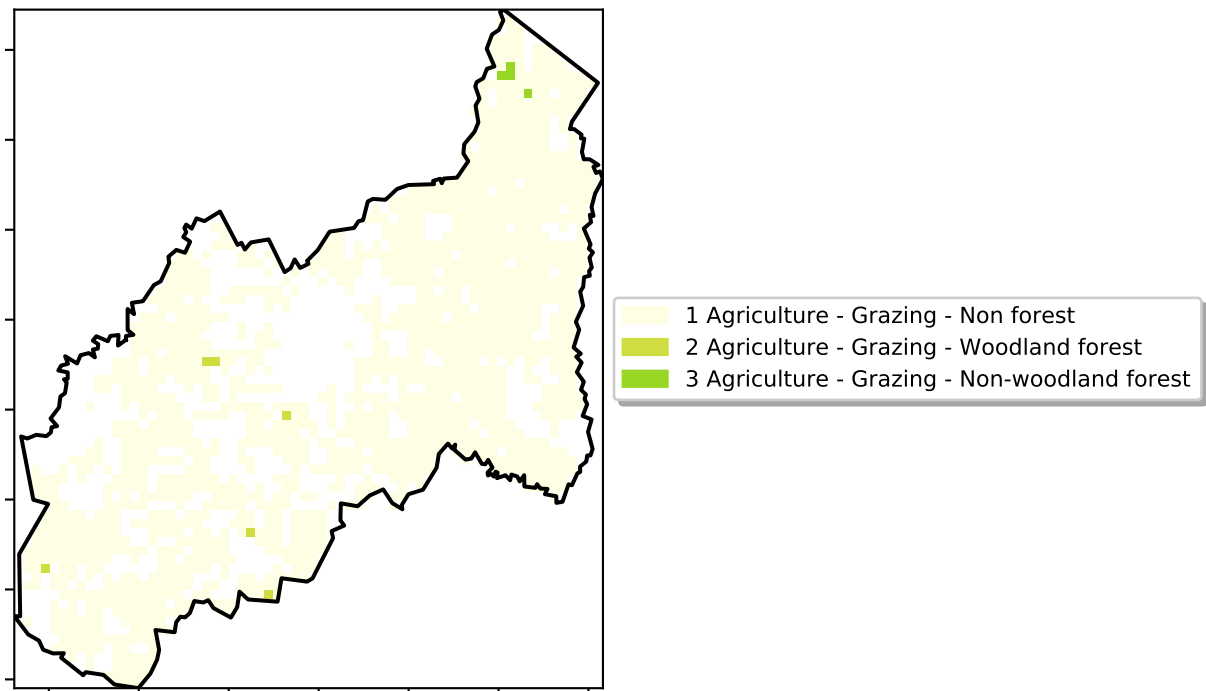 1 Agriculture - Grazing - Non forest
2 Agriculture - Grazing - Woodland forest
3 Agriculture - Grazing - Non-woodland forest